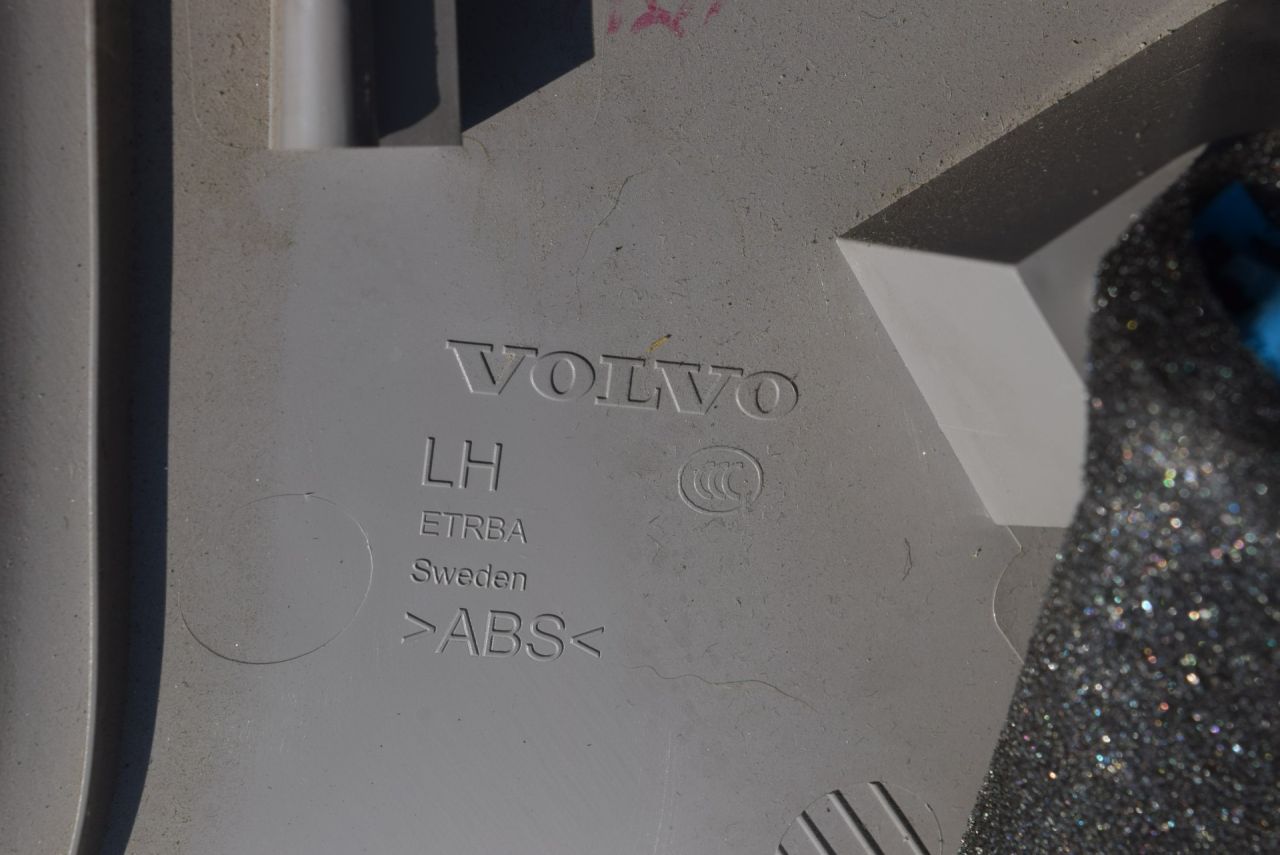 VOLVO
LH
ETRBA
Sweden
>ABS<